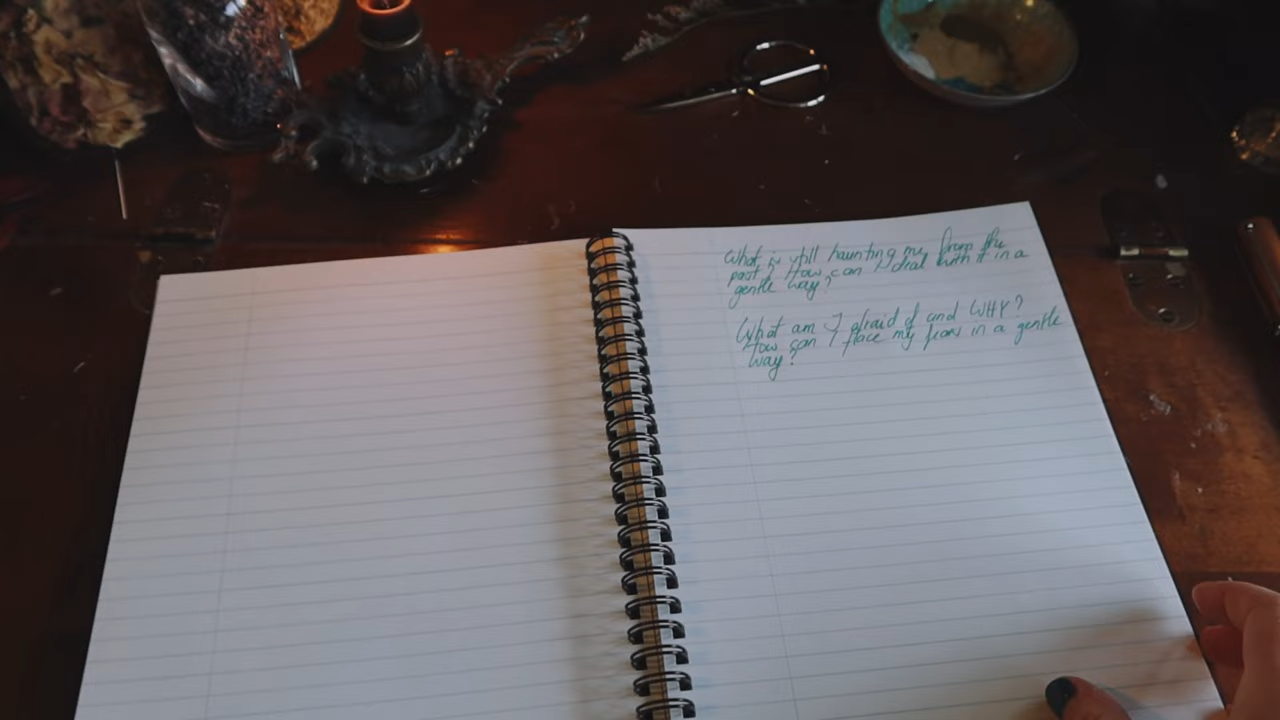 What is still haunting me from the
past? How can I deal with it in a
gentle way?
What am I afraid of and WHY?
How can I face my fears in a gentle
way?